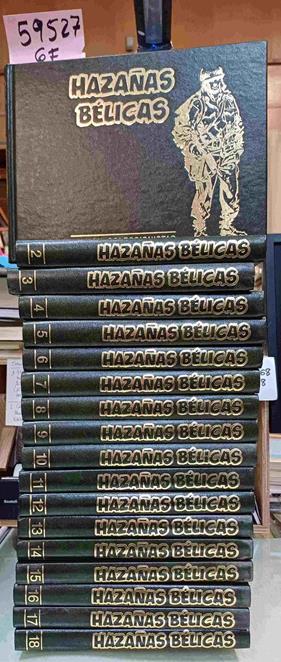 59527
6E
HAZAÑAS
BÉLICAS
2 HAZAÑAS BÉLICAS
3 HAZAÑAS BÉLICAS
4 HAZAÑAS BÉLICAS
5 HAZAÑAS BÉLICAS
6 HAZAÑAS BÉLICAS
7 HAZAÑAS BÉLICAS
8 HAZAÑAS BÉLICAS
9 HAZAÑAS BÉLICAS
10 HAZAÑAS BÉLICAS
11 HAZAÑAS BÉLICAS
12 HAZAÑAS BÉLICAS
13 HAZAÑAS BÉLICAS
14 HAZAÑAS BÉLICAS
15 HAZAÑAS BÉLICAS
16 HAZAÑAS BÉLICAS
17 HAZAÑAS BÉLICAS
18 HAZAÑAS BÉLICAS